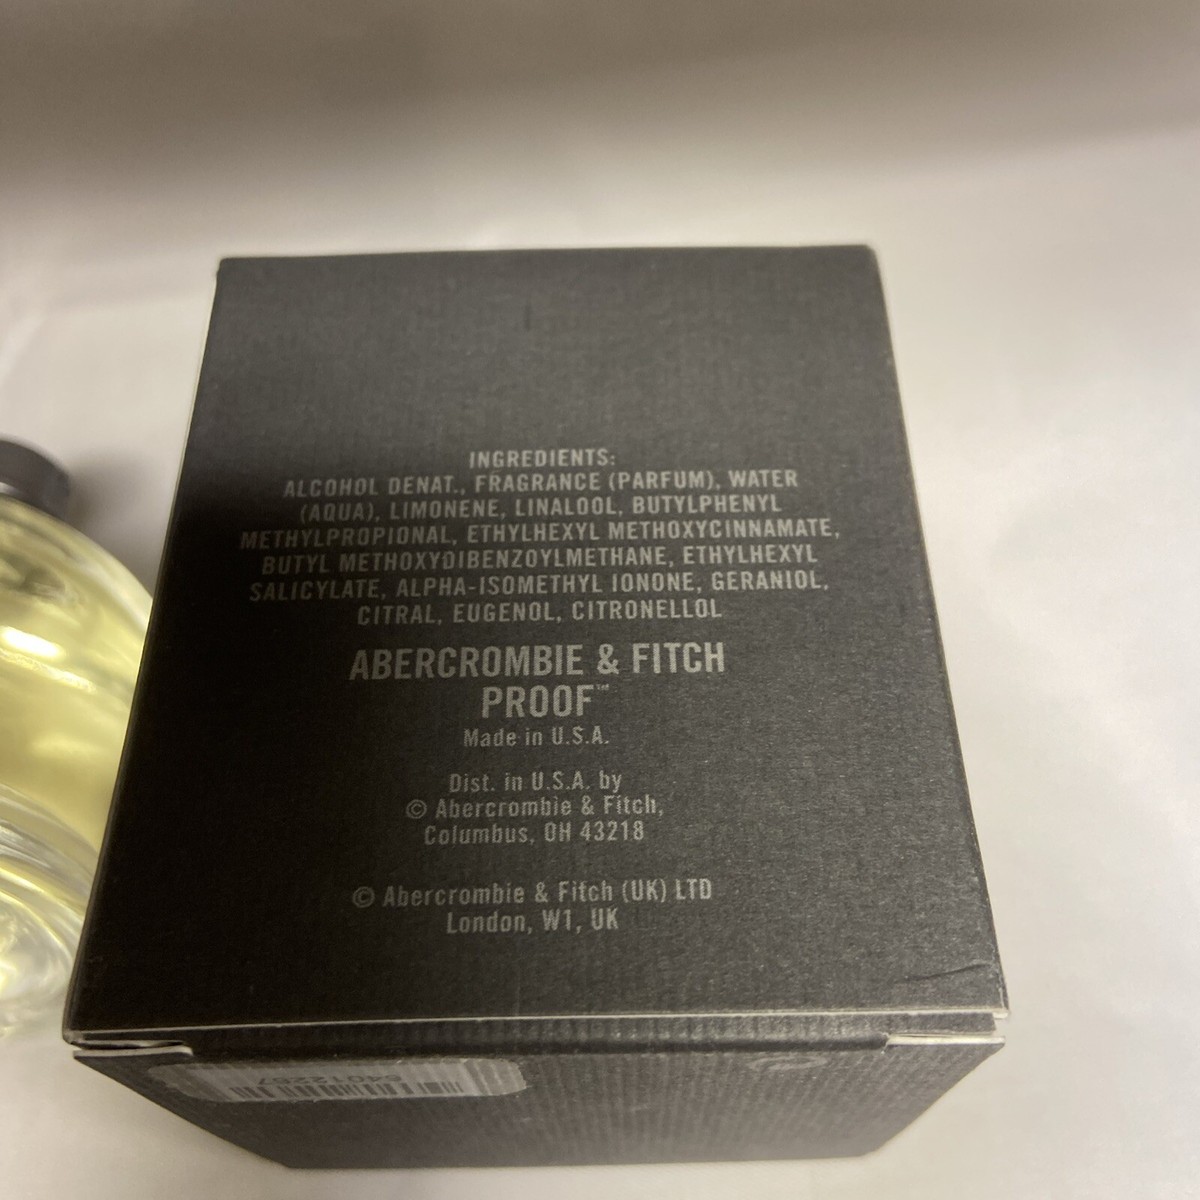 INGREDIENTS:
ALCOHOL DENAT., FRAGRANCE (PARFUM), WATER
(AQUA), LIMONENE, LINALOOL, BUTYLPHENYL
METHYLPROPIONAL, ETHYLHEXYL METHOXYCINNAMATE,
BUTYL METHOXYDIBENZOYLMETHANE, ETHYLHEXYL
SALICYLATE, ALPHA-ISOMETHYL IONONE, GERANIOL,
CITRAL, EUGENOL, CITRONELLOL
ABERCROMBIE & FITCH
PROOF™
Made in U.S.A.
Dist. in U.S.A. by
© Abercrombie & Fitch,
Columbus, OH 43218
© Abercrombie & Fitch (UK) LTD
London, W1, UK